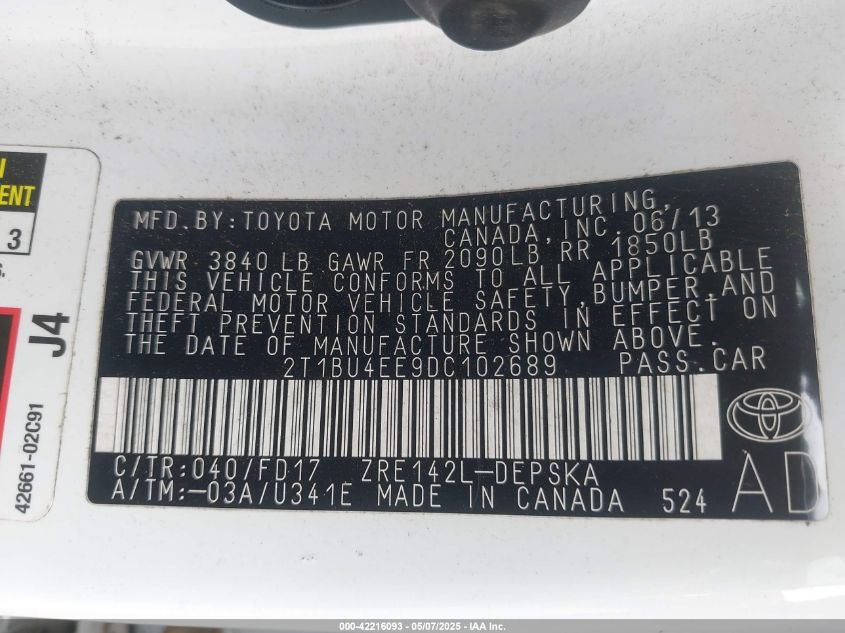 N
ENT
3
S.
J4
42661-02C91
MFD.BY:TOYOTA MOTOR MANUFACTURING,
CANADA,INC. 06/13
GVWR 3840 LB GAWR FR 2090LB RR 1850LB
THIS VEHICLE CONFORMS TO ALL APPLICABLE
FEDERAL MOTOR VEHICLE SAFETY,BUMPER,AND
THEFT PREVENTION STANDARDS IN EFFECT ON
THE DATE OF MANUFACTURE SHOWN ABOVE.
2T1BU4EE9DC102689 PASS.CAR
C/TR:040/FD17 ZRE142L-DEPSKA
A/TM:-03A/U341E MADE IN CANADA 524
AD
000-42216093 - 05/07/2025 - IAA Inc.